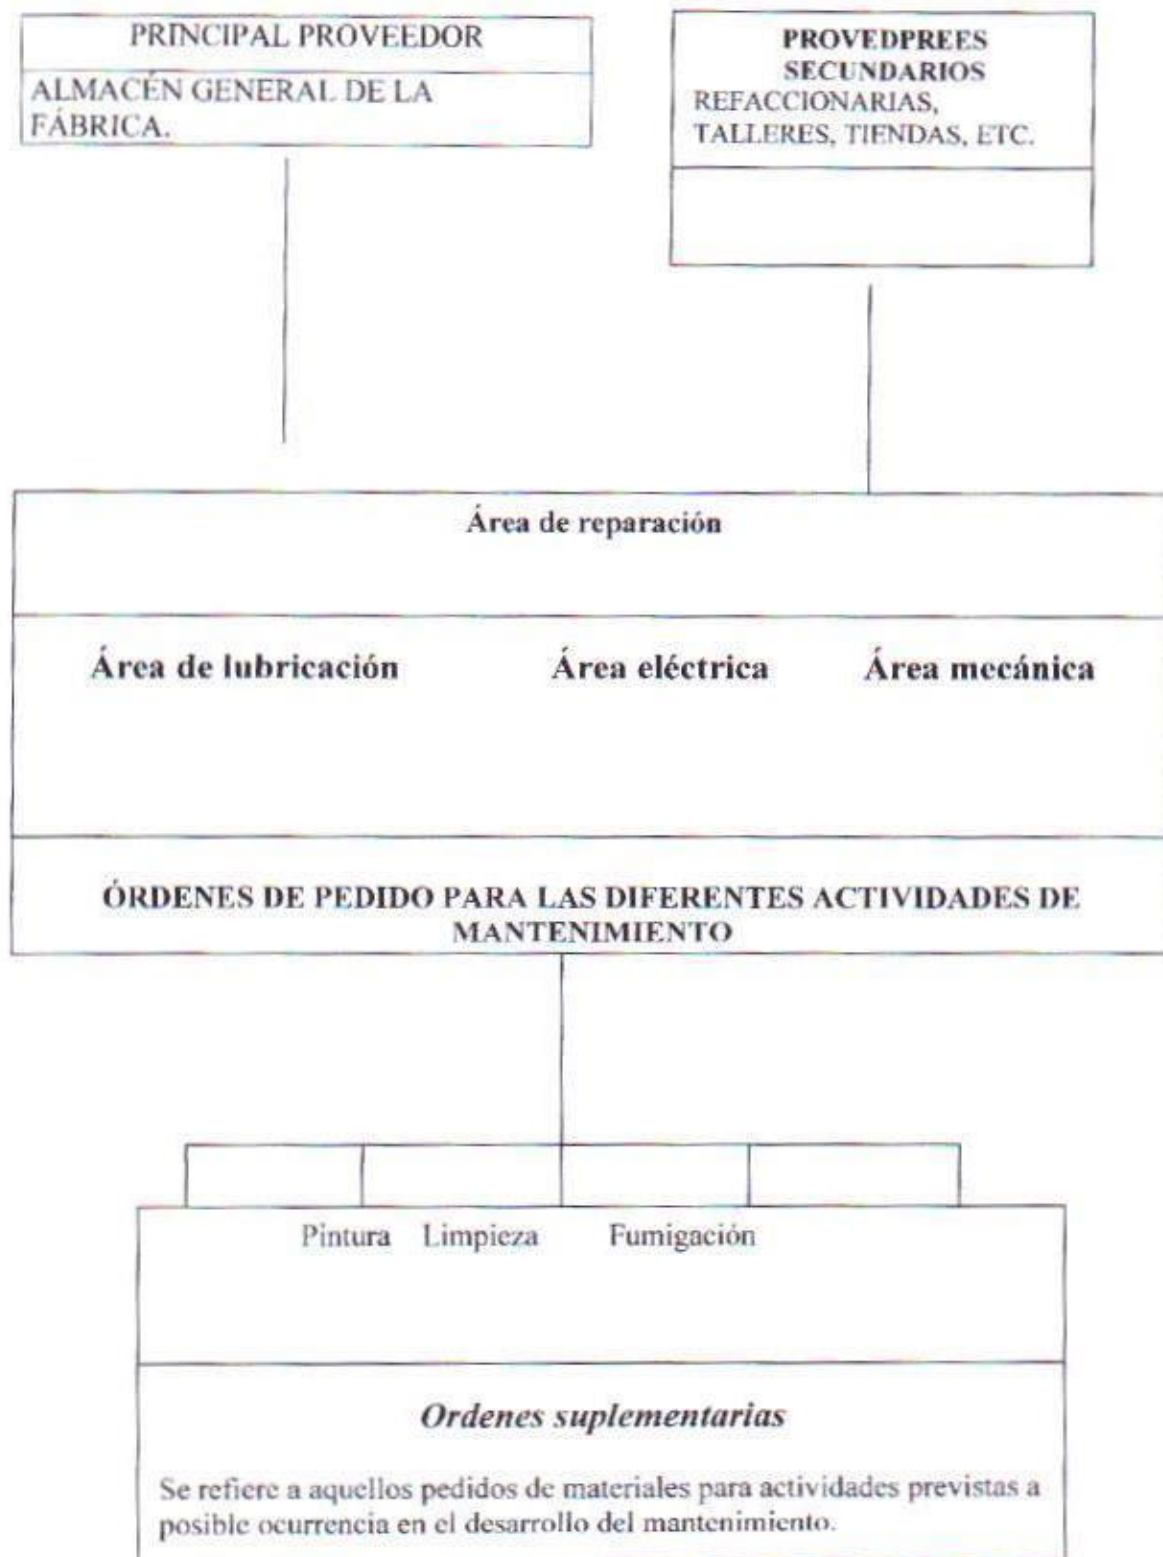 PRINCIPAL PROVEEDOR
ALMACÉN GENERAL DE LA
FÁBRICA.
PROVEDPREES
SECUNDARIOS
REFACCIONARIAS,
TALLERES, TIENDAS, ETC.
Área de reparación
Área de lubricación Área eléctrica Área mecánica
ÓRDENES DE PEDIDO PARA LAS DIFERENTES ACTIVIDADES DE
MANTENIMIENTO
Pintura Limpieza Fumigación
Ordenes suplementarias
Se refiere a aquellos pedidos de materiales para actividades previstas a
posible ocurrencia en el desarrollo del mantenimiento.